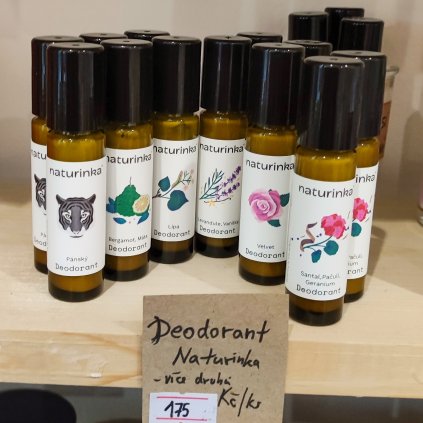 naturinka
Pánský
Deodorant
naturinka
Bergamot, Máta
Deodorant
naturinka
Lípa
Deodorant
naturinka
Levandule, Vanilka
Deodorant
naturinka
Velvet
Deodorant
naturinka
Santal, Pačuli,
Geranium
Deodorant
Deodorant
Naturinka
- více druhů
175 Kč/ks